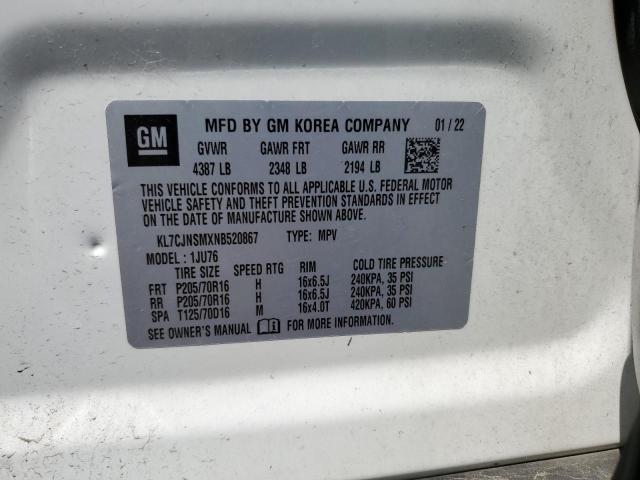 GM MFD BY GM KOREA COMPANY 01 / 22
GVWR GAWR FRT GAWR RR
4387 LB 2348 LB 2194 LB
THIS VEHICLE CONFORMS TO ALL APPLICABLE U.S. FEDERAL MOTOR
VEHICLE SAFETY AND THEFT PREVENTION STANDARDS IN EFFECT
ON THE DATE OF MANUFACTURE SHOWN ABOVE.
KL7CJNSMXNB520867 TYPE: MPV
MODEL : 1JU76
TIRE SIZE SPEED RTG RIM COLD TIRE PRESSURE
FRT P205/70R16 H 16x6.5J 240KPA, 35 PSI
RR P205/70R16 H 16x6.5J 240KPA, 35 PSI
SPA T125/70D16 M 16x4.0T 420KPA, 60 PSI
SEE OWNER'S MANUAL FOR MORE INFORMATION.